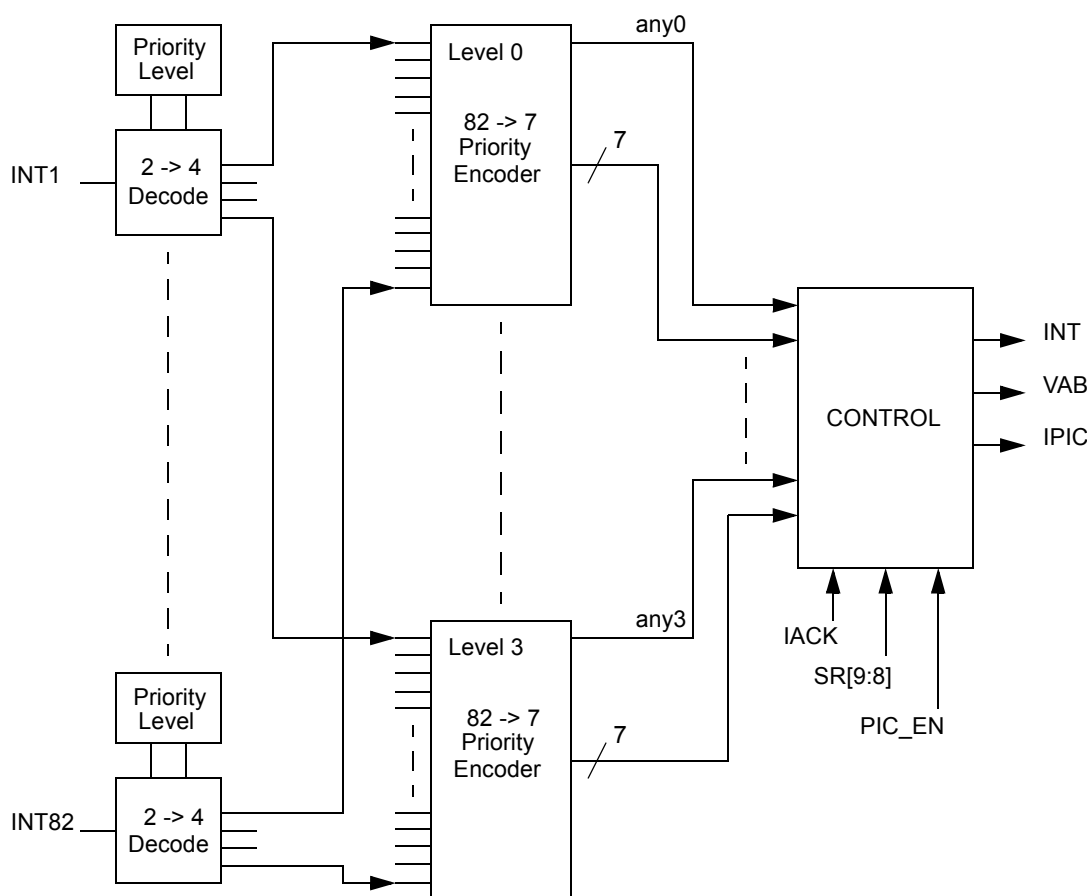 Priority
Level
INT1
2 -> 4
Decode
Level 0
82 -> 7
Priority
Encoder
any0
7
CONTROL
INT
VAB
IPIC
IACK
SR[9:8]
PIC_EN
Priority
Level
INT82
2 -> 4
Decode
Level 3
82 -> 7
Priority
Encoder
any3
7